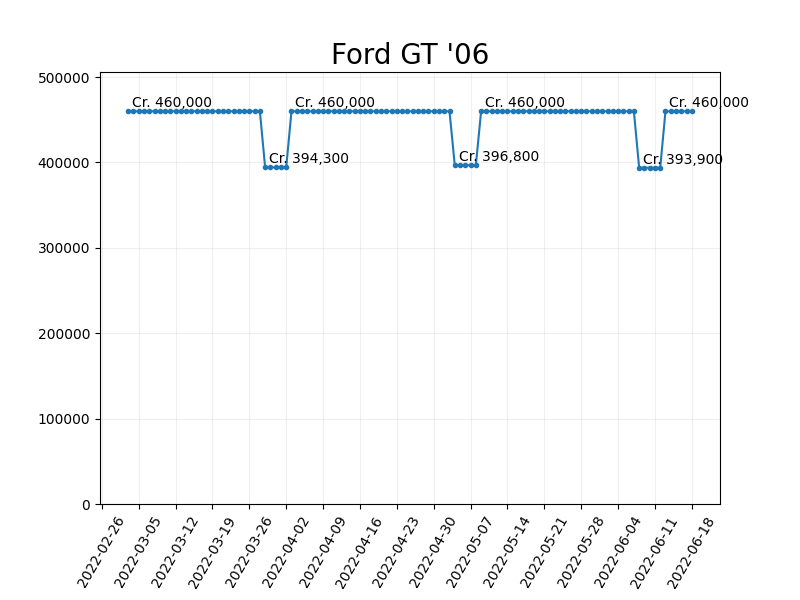 Ford GT '06
500000
400000
300000
200000
100000
0
Cr. 460,000
Cr. 394,300
Cr. 460,000
Cr. 396,800
Cr. 460,000
Cr. 393,900
Cr. 460,000
2022-02-26
2022-03-05
2022-03-12
2022-03-19
2022-03-26
2022-04-02
2022-04-09
2022-04-16
2022-04-23
2022-04-30
2022-05-07
2022-05-14
2022-05-21
2022-05-28
2022-06-04
2022-06-11
2022-06-18